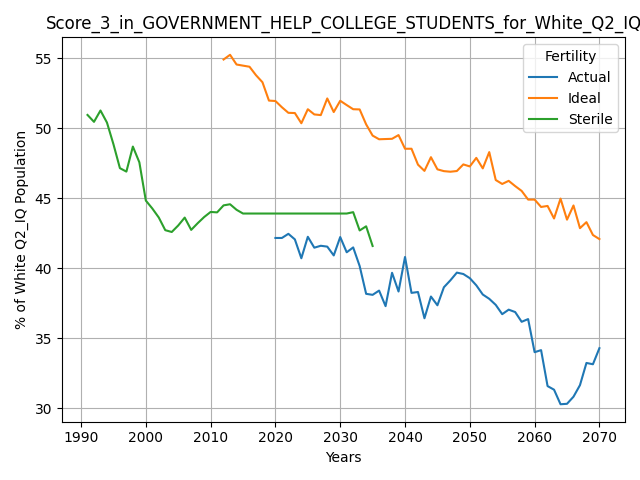 Score_3_in_GOVERNMENT_HELP_COLLEGE_STUDENTS_for_White_Q2_IQ
Fertility
Actual
Ideal
Sterile
% of White Q2_IQ Population
55
50
45
40
35
30
1990 2000 2010 2020 2030 2040 2050 2060 2070
Years